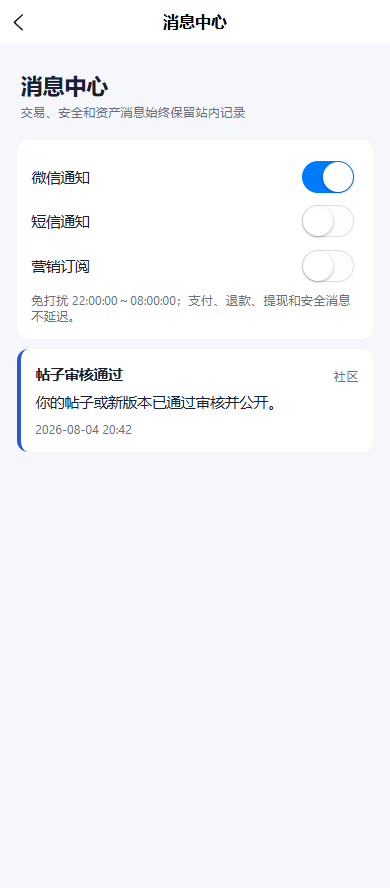 消息中心
消息中心
交易、安全和资产消息始终保留站内记录
微信通知
短信通知
营销订阅
免打扰 22:00:00 ~ 08:00:00；支付、退款、提现和安全消息
不延迟。
帖子审核通过
社区
你的帖子或新版本已通过审核并公开。
2026-08-04 20:42